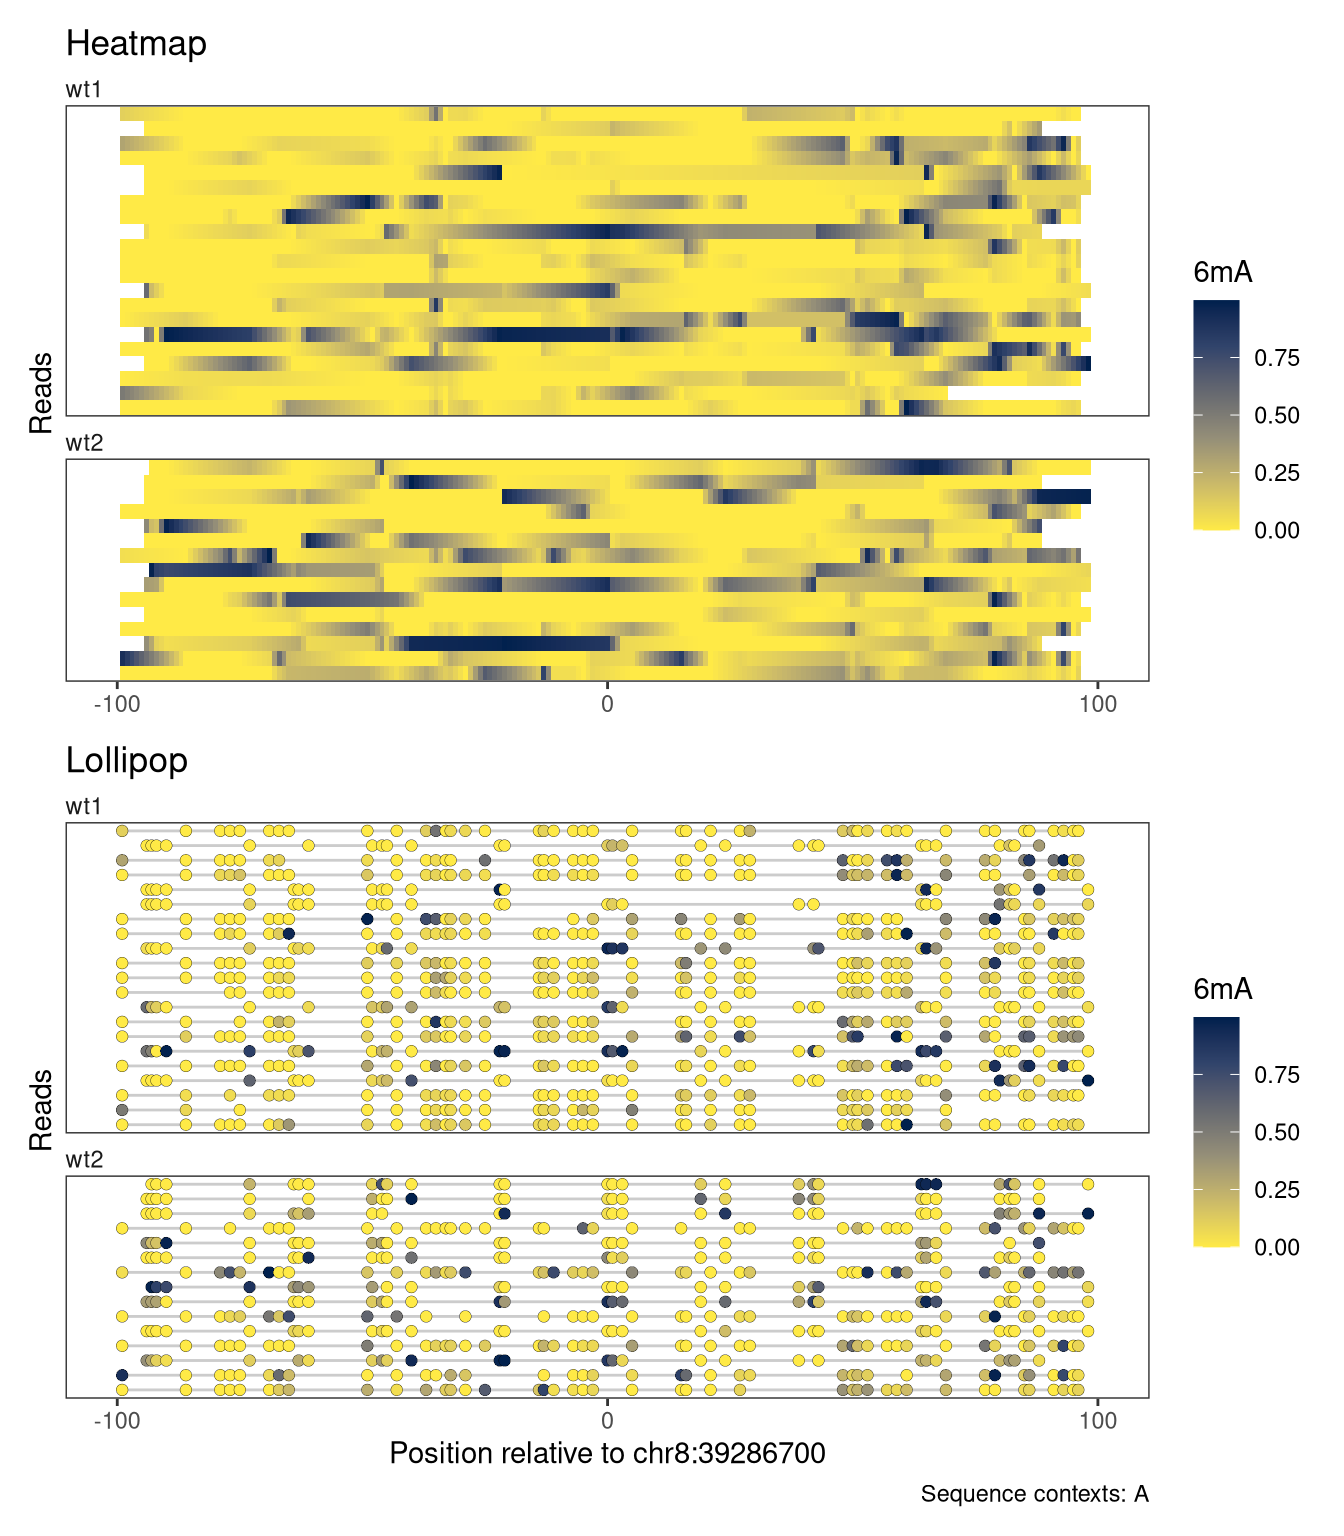 Heatmap
wt1
Reads
wt2
-100 0 100
6mA
0.75
0.50
0.25
0.00
Lollipop
wt1
Reads
wt2
-100 0 100
Position relative to chr8:39286700
Sequence contexts: A
6mA
0.75
0.50
0.25
0.00